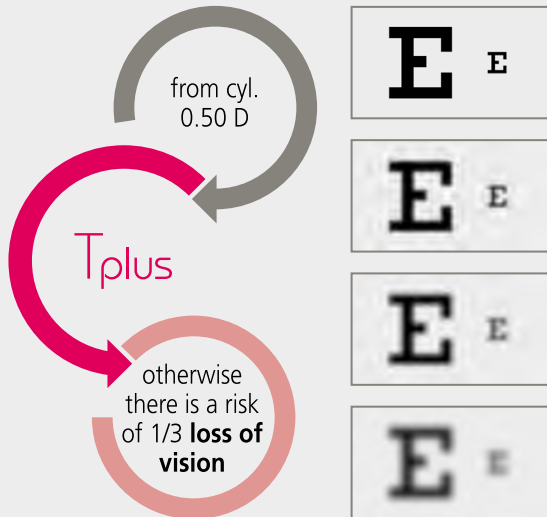 from cyl.
0.50 D
Tplus
otherwise
there is a risk
of 1/3 loss of
vision
E E
E E
E E
E E